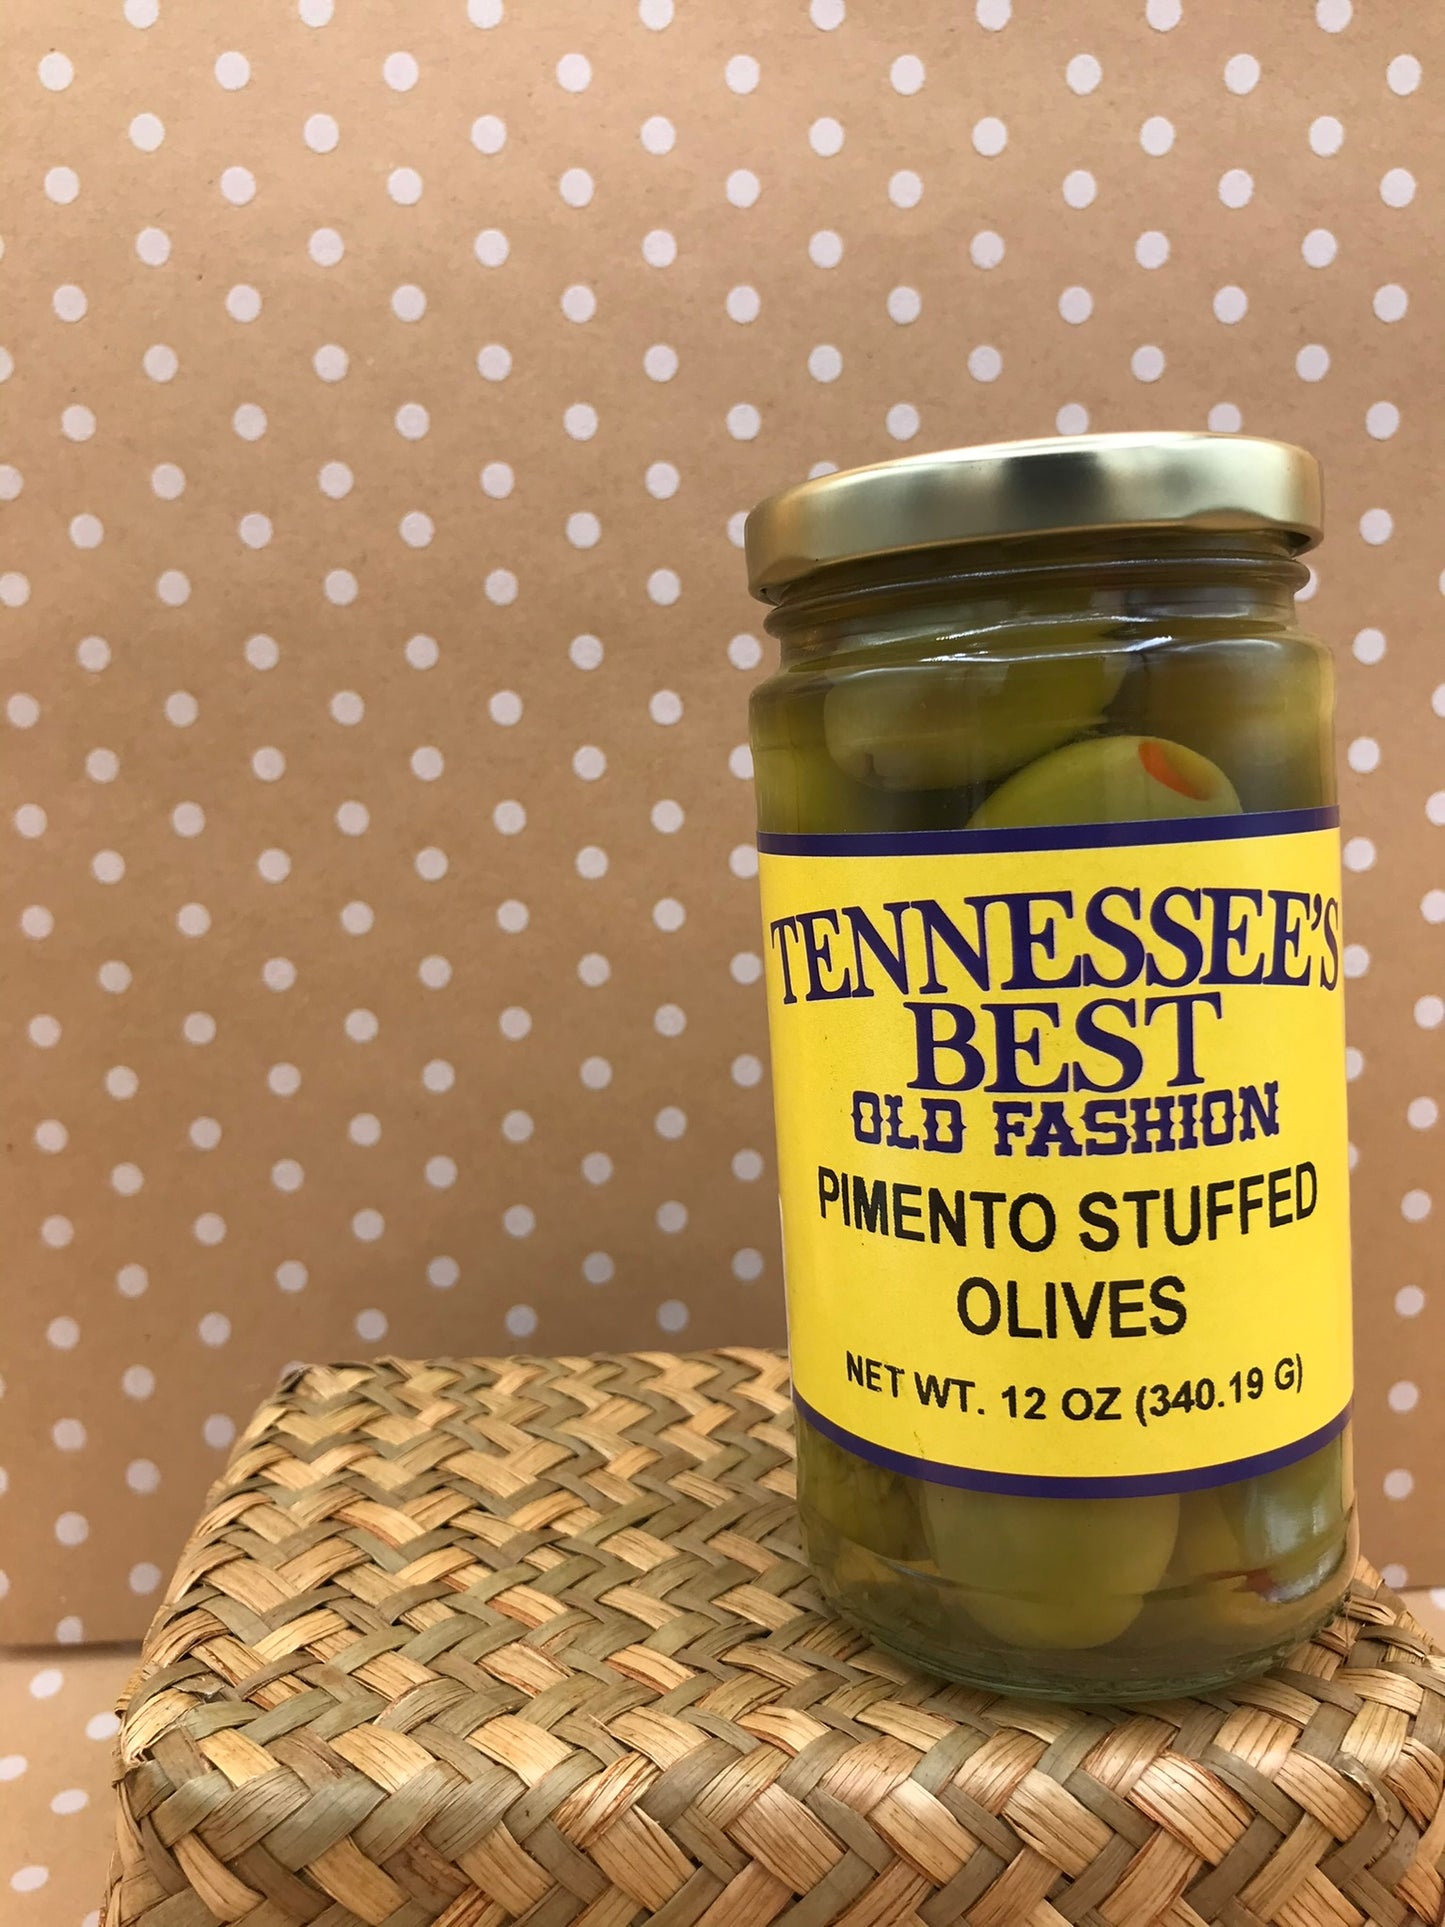 TENNESSEE'S
BEST
OLD FASHION
PIMENTO STUFFED
OLIVES
NET WT. 12 OZ (340.19 G)